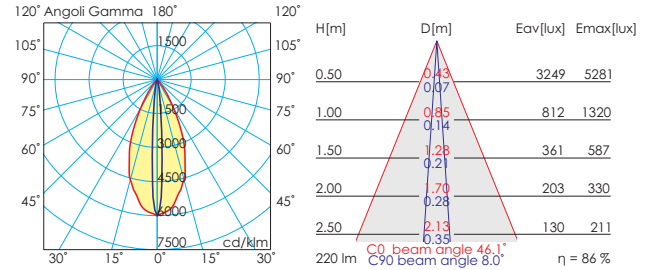 120° Angoli Gamma 180° 120°
105° 105°
90° 90°
75° 75°
60° 60°
45° 45°
30° 15° 0° 15° 30°
1500
1500
3000
4500
6000
7500
cd/klm
H[m] D[m] Eav[lux] Emax[lux]
0.50 0.43 0.07 3249 5281
1.00 0.85 0.14 812 1320
1.50 1.28 0.21 361 587
2.00 1.70 0.28 203 330
2.50 2.13 0.35 130 211
C0 beam angle 46.1°
220 lm C90 beam angle 8.0° η = 86 %